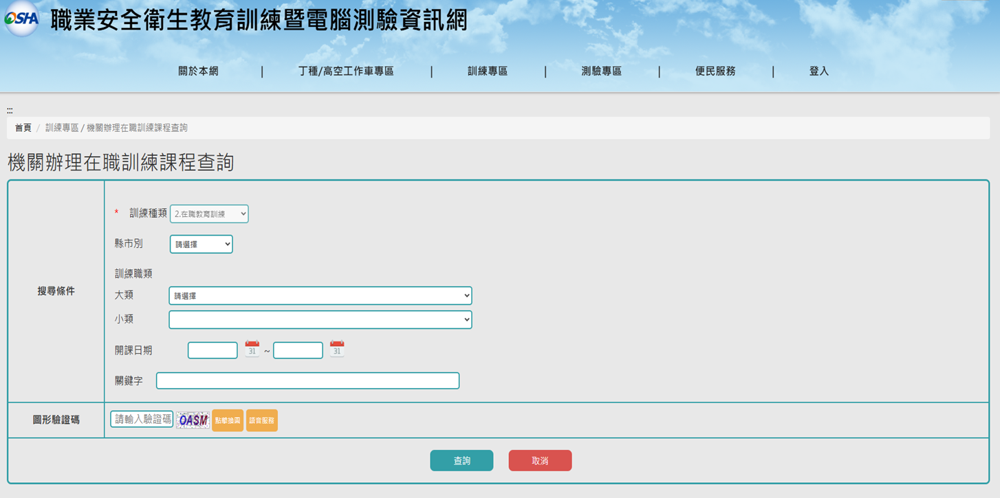 OSHA 職業安全衛生教育訓練暨電腦測驗資訊網
關於本網 | 丁種/高空工作車專區 | 訓練專區 | 測驗專區 | 便民服務 | 登入
:::
首頁 / 訓練專區 / 機關辦理在職訓練課程查詢
機關辦理在職訓練課程查詢
搜尋條件
* 訓練種類 2.在職教育訓練
縣市別 請選擇
訓練職類
大類 請選擇
小類
開課日期 31 ~ 31
關鍵字
圖形驗證碼 請輸入驗證碼 OASM 點擊換圖 語音服務
查詢 取消